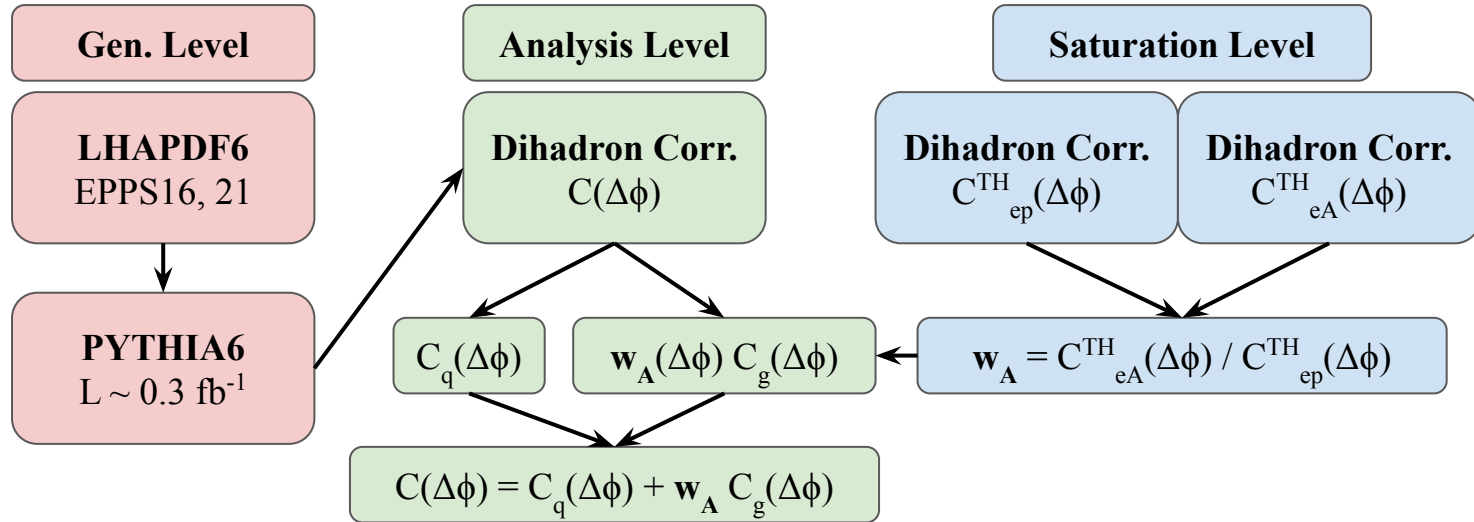 Gen. Level
LHAPDF6
EPPS16, 21
PYTHIA6
L ~ 0.3 fb⁻¹
Analysis Level
Dihadron Corr.
C(Δϕ)
C_q(Δϕ)
w_A(Δϕ) C_g(Δϕ)
C(Δϕ) = C_q(Δϕ) + w_A C_g(Δϕ)
Saturation Level
Dihadron Corr.
C^TH_ep(Δϕ)
Dihadron Corr.
C^TH_eA(Δϕ)
w_A = C^TH_eA(Δϕ) / C^TH_ep(Δϕ)